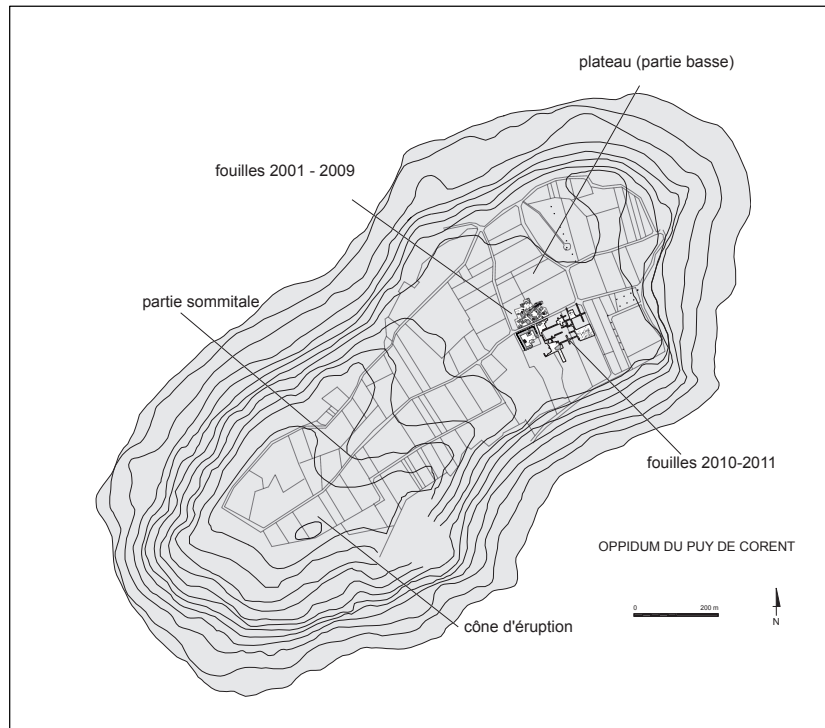 plateau (partie basse)
fouilles 2001 - 2009
partie sommitale
fouilles 2010-2011
OPPIDUM DU PUY DE CORENT
0 200 m
N
cône d'éruption